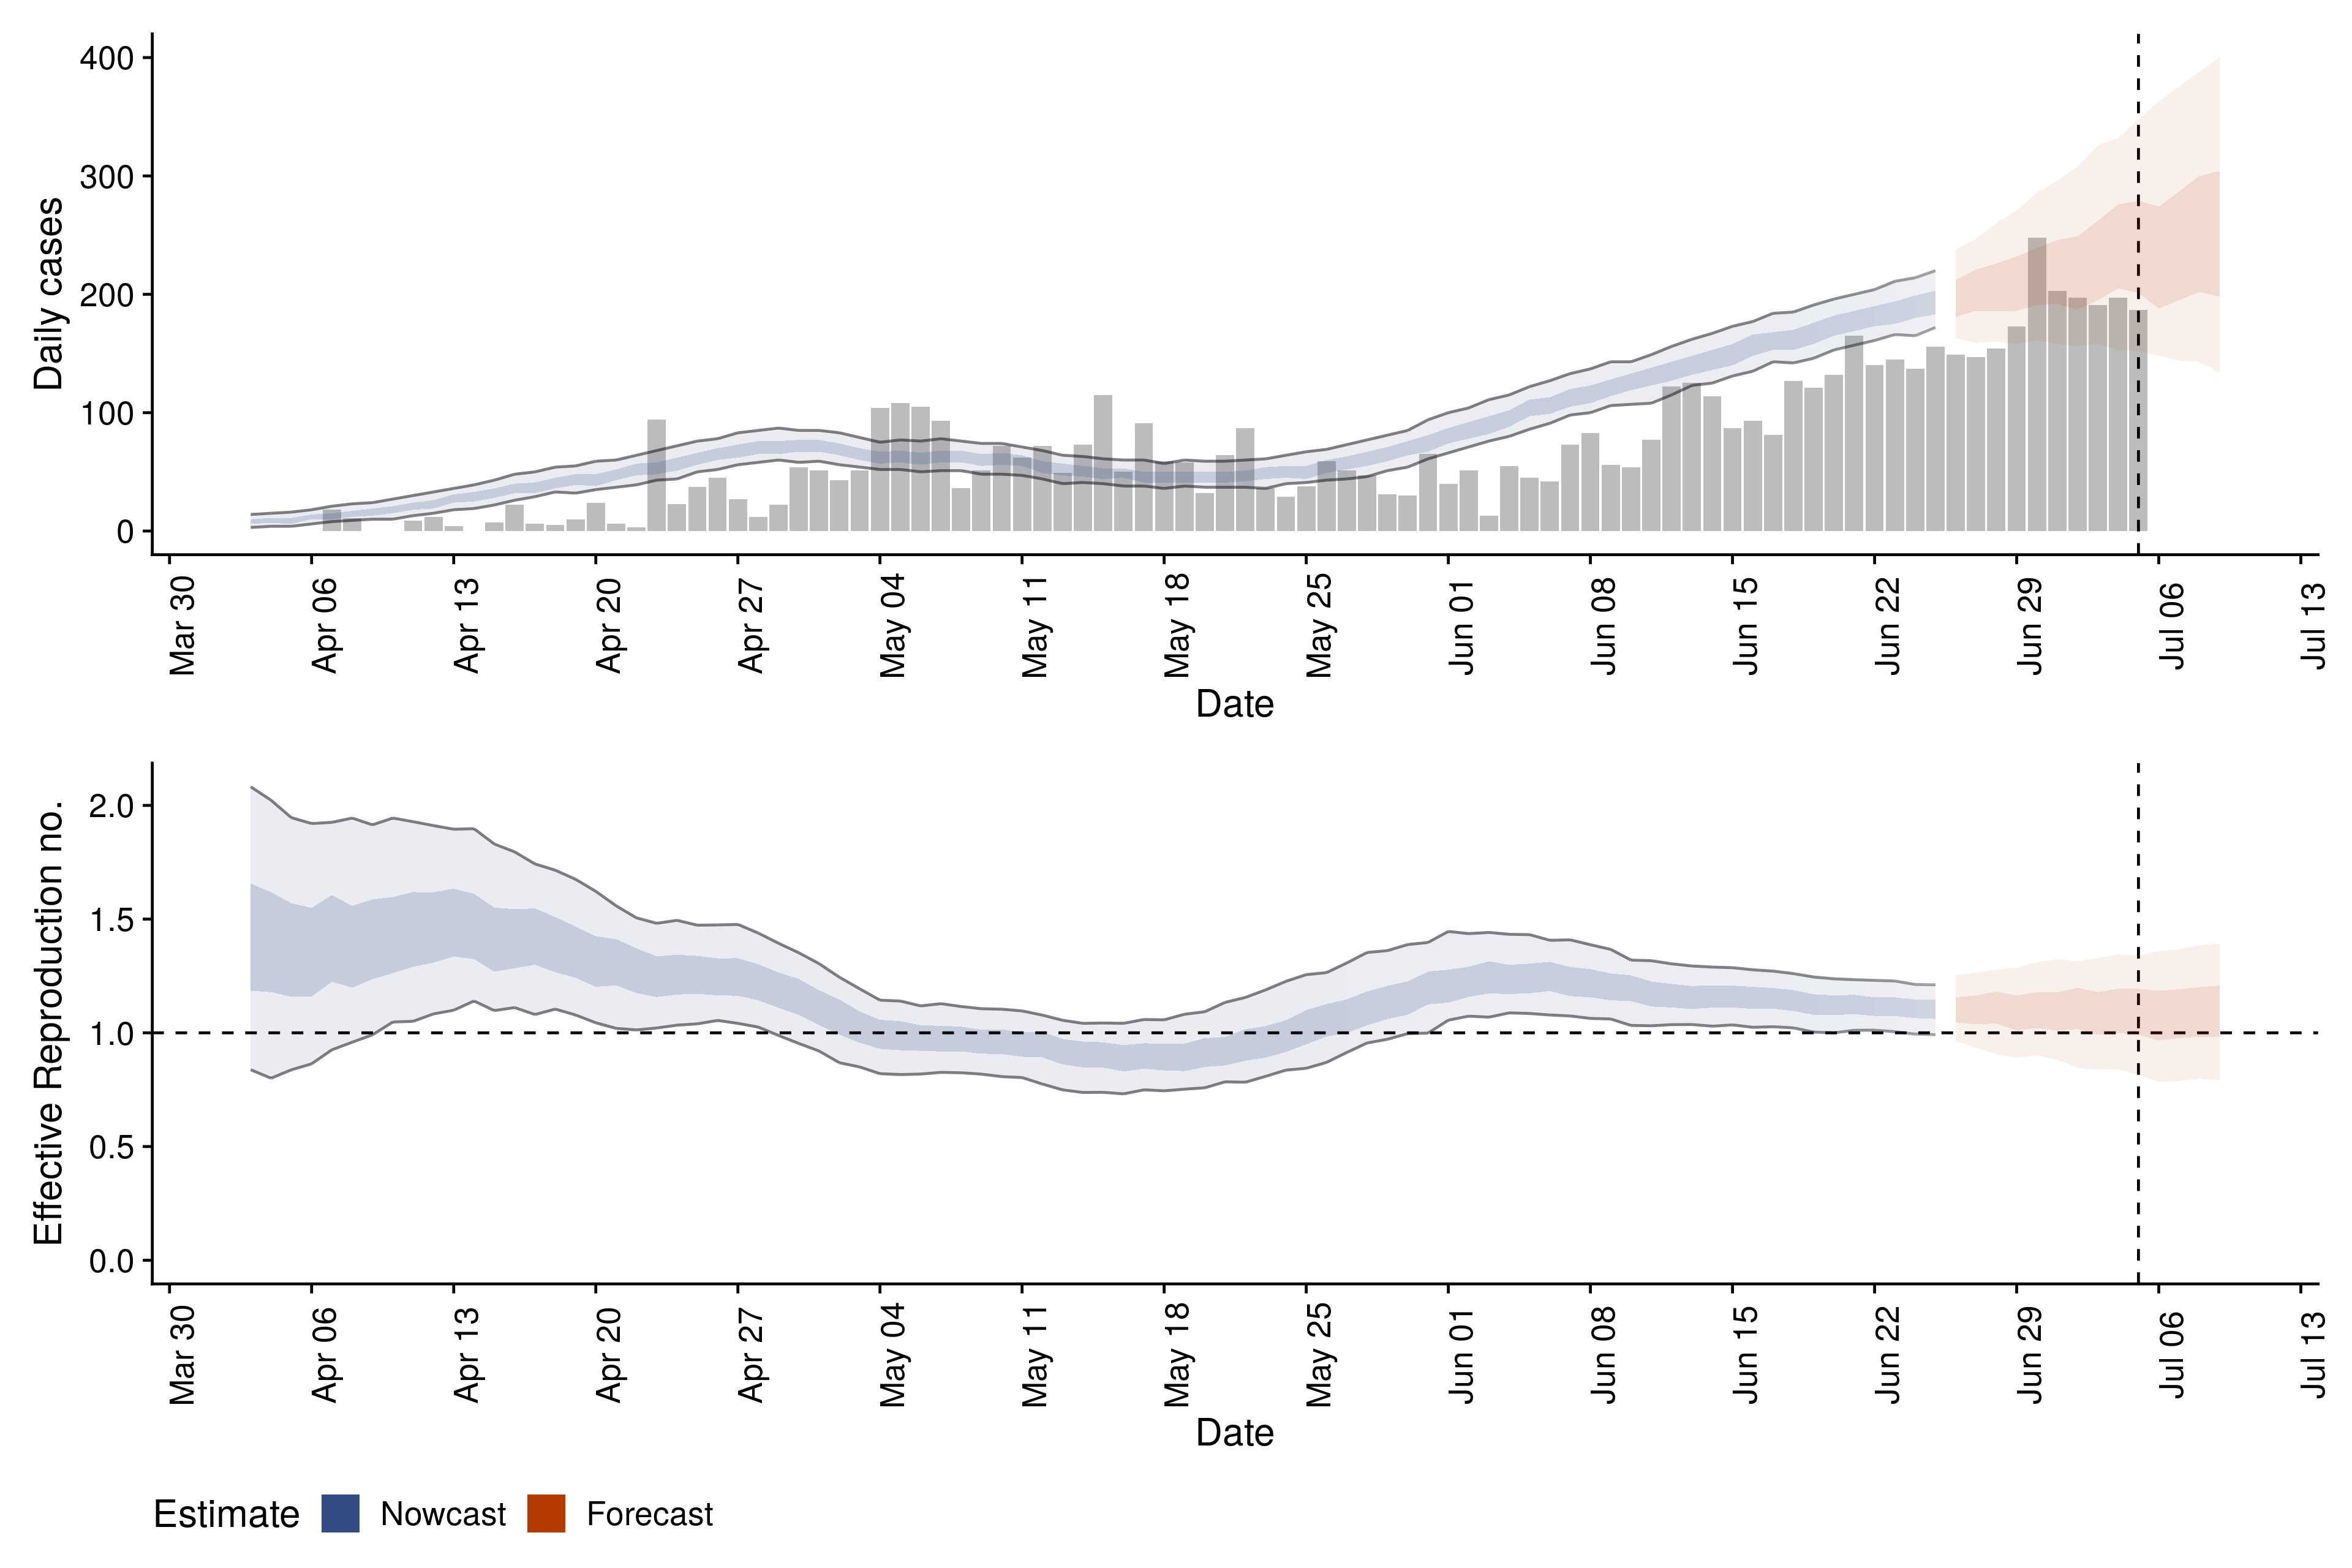 400
300
200
100
0
Daily cases
Mar 30 Apr 06 Apr 13 Apr 20 Apr 27 May 04 May 11 May 18 May 25 Jun 01 Jun 08 Jun 15 Jun 22 Jun 29 Jul 06 Jul 13
Date
2.0
1.5
1.0
0.5
0.0
Effective Reproduction no.
Mar 30 Apr 06 Apr 13 Apr 20 Apr 27 May 04 May 11 May 18 May 25 Jun 01 Jun 08 Jun 15 Jun 22 Jun 29 Jul 06 Jul 13
Date
Estimate Nowcast Forecast